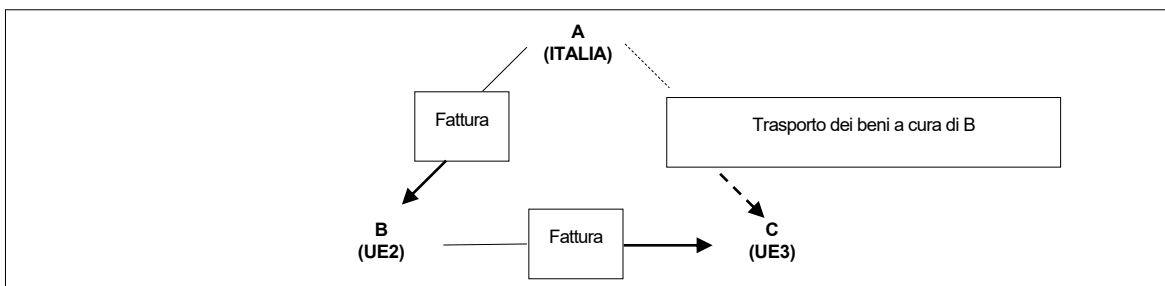 A
(ITALIA)
Fattura
Trasporto dei beni a cura di B
B
(UE2)
Fattura
C
(UE3)